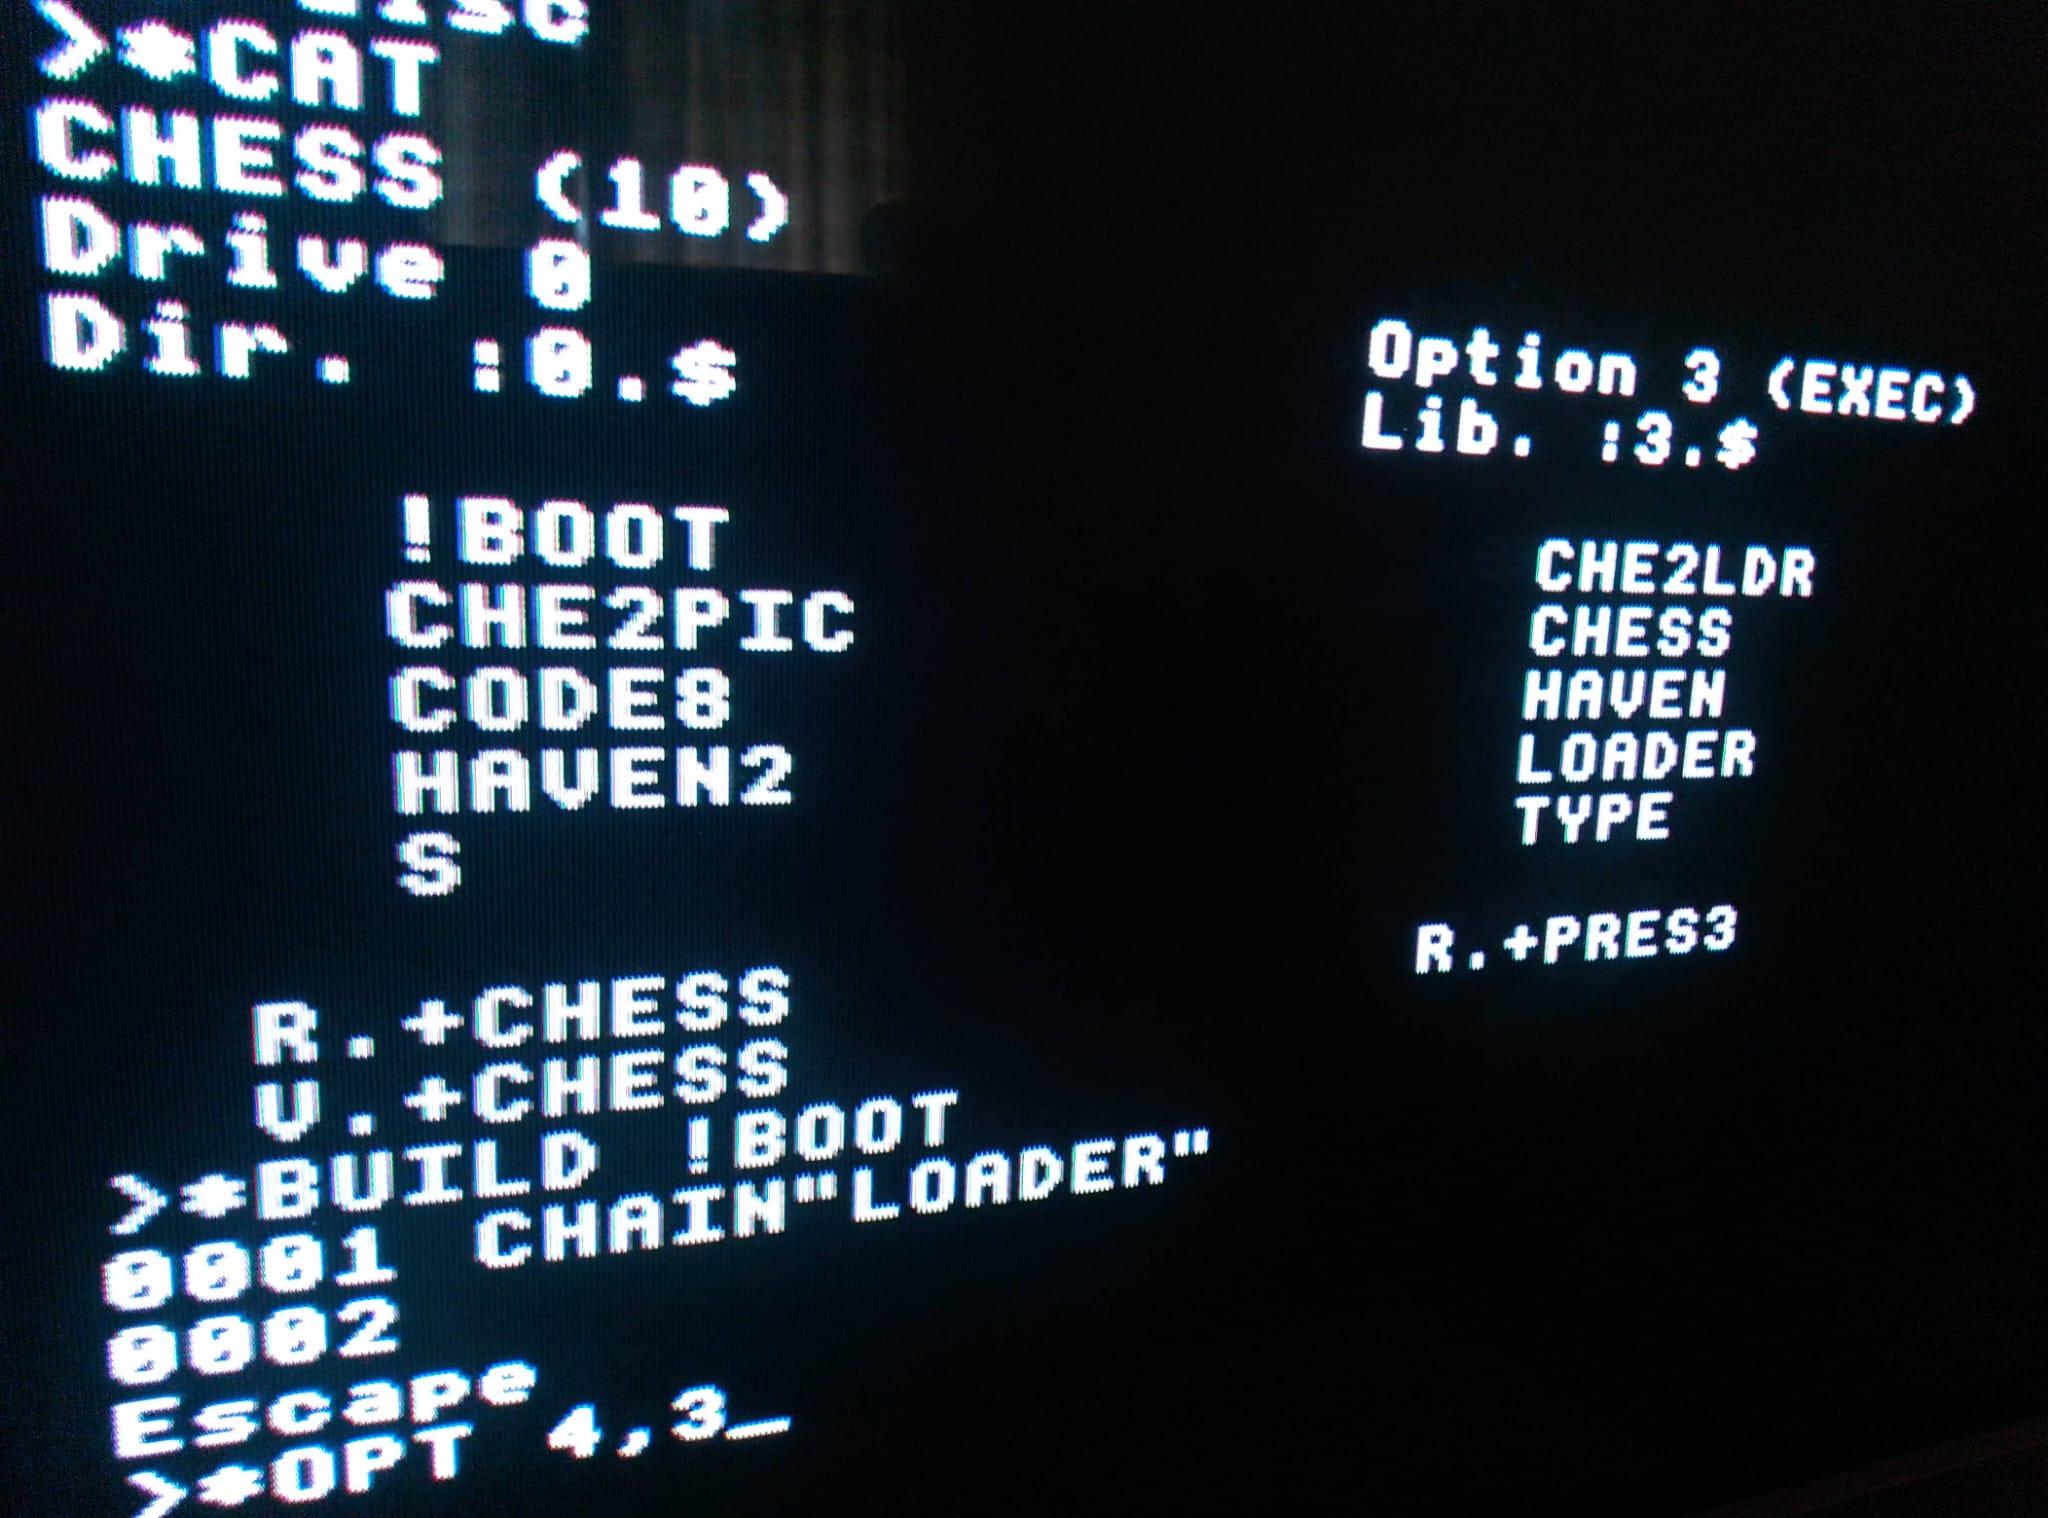 >*CAT
CHESS (10)
Drive 0 Option 3 (EXEC)
Dir. :0.$ Lib. :3.$
!BOOT CHE2LDR
CHE2PIC CHESS
CODE8 HAVEN
HAVEN2 LOADER
S TYPE
R.+CHESS R.+PRES3
V.+CHESS
>*BUILD !BOOT
0001 CHAIN"LOADER"
0002
Escape
>*OPT 4,3_